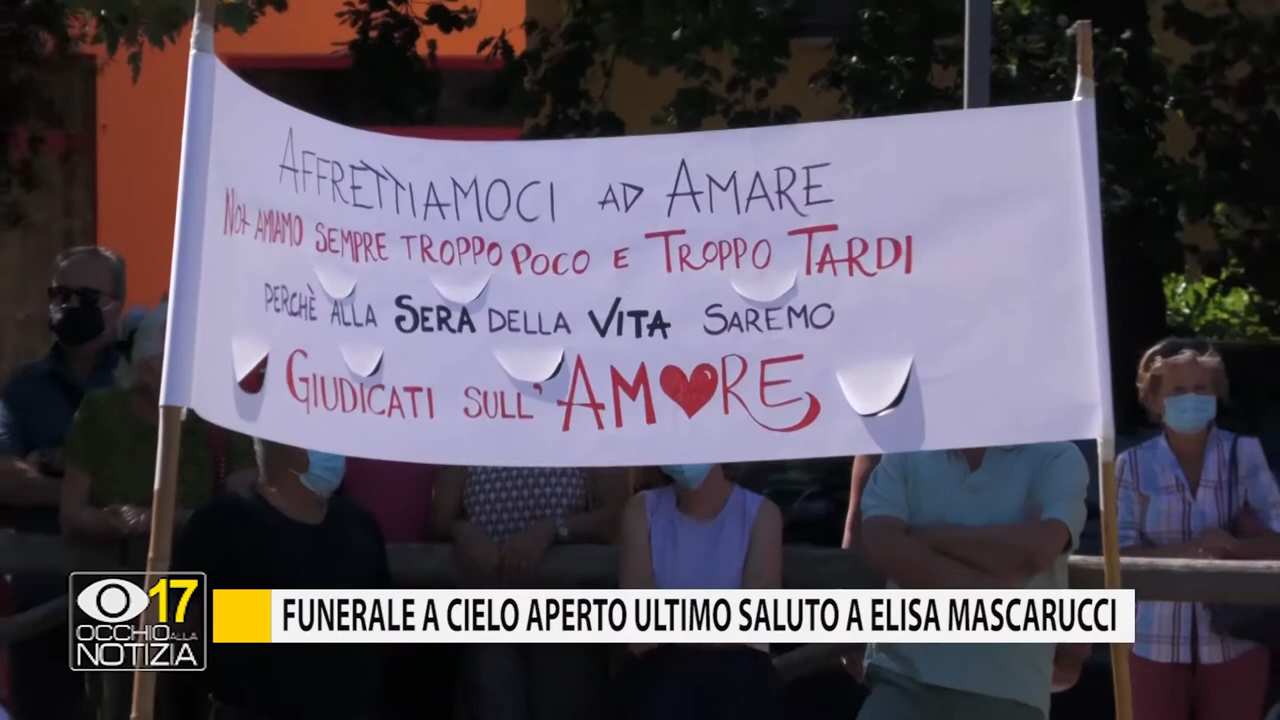 AFFRETTIAMOCI AD AMARE
NOI AMIAMO SEMPRE TROPPO POCO E TROPPO TARDI
PERCHÈ ALLA SERA DELLA VITA SAREMO
GIUDICATI SULL'AMORE
17
OCCHIO ALLA
NOTIZIA
FUNERALE A CIELO APERTO ULTIMO SALUTO A ELISA MASCARUCCI